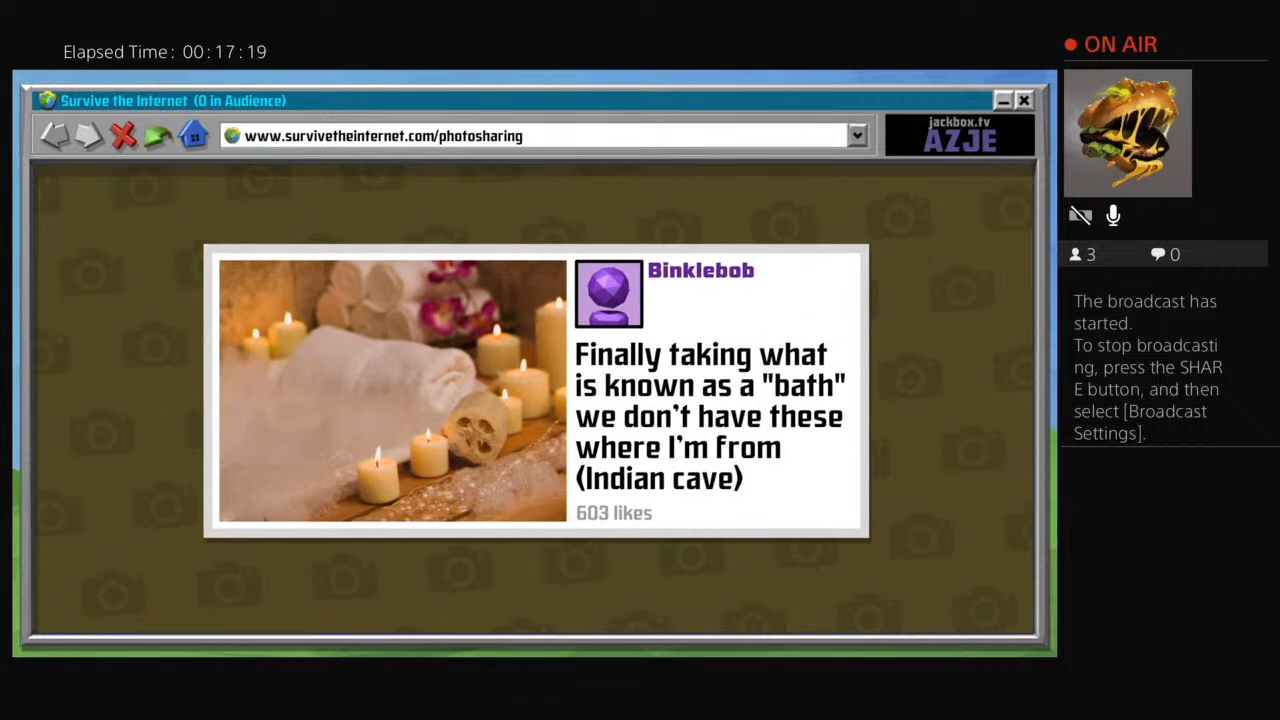 Elapsed Time: 00:17:19
ON AIR
Survive the Internet (0 in Audience)
www.survivetheinternet.com/photosharing
jackbox.tv
AZJE
Binklebob
Finally taking what
is known as a "bath"
we don't have these
where I'm from
(Indian cave)
603 likes
3
0
The broadcast has
started.
To stop broadcasti
ng, press the SHAR
E button, and then
select [Broadcast
Settings].